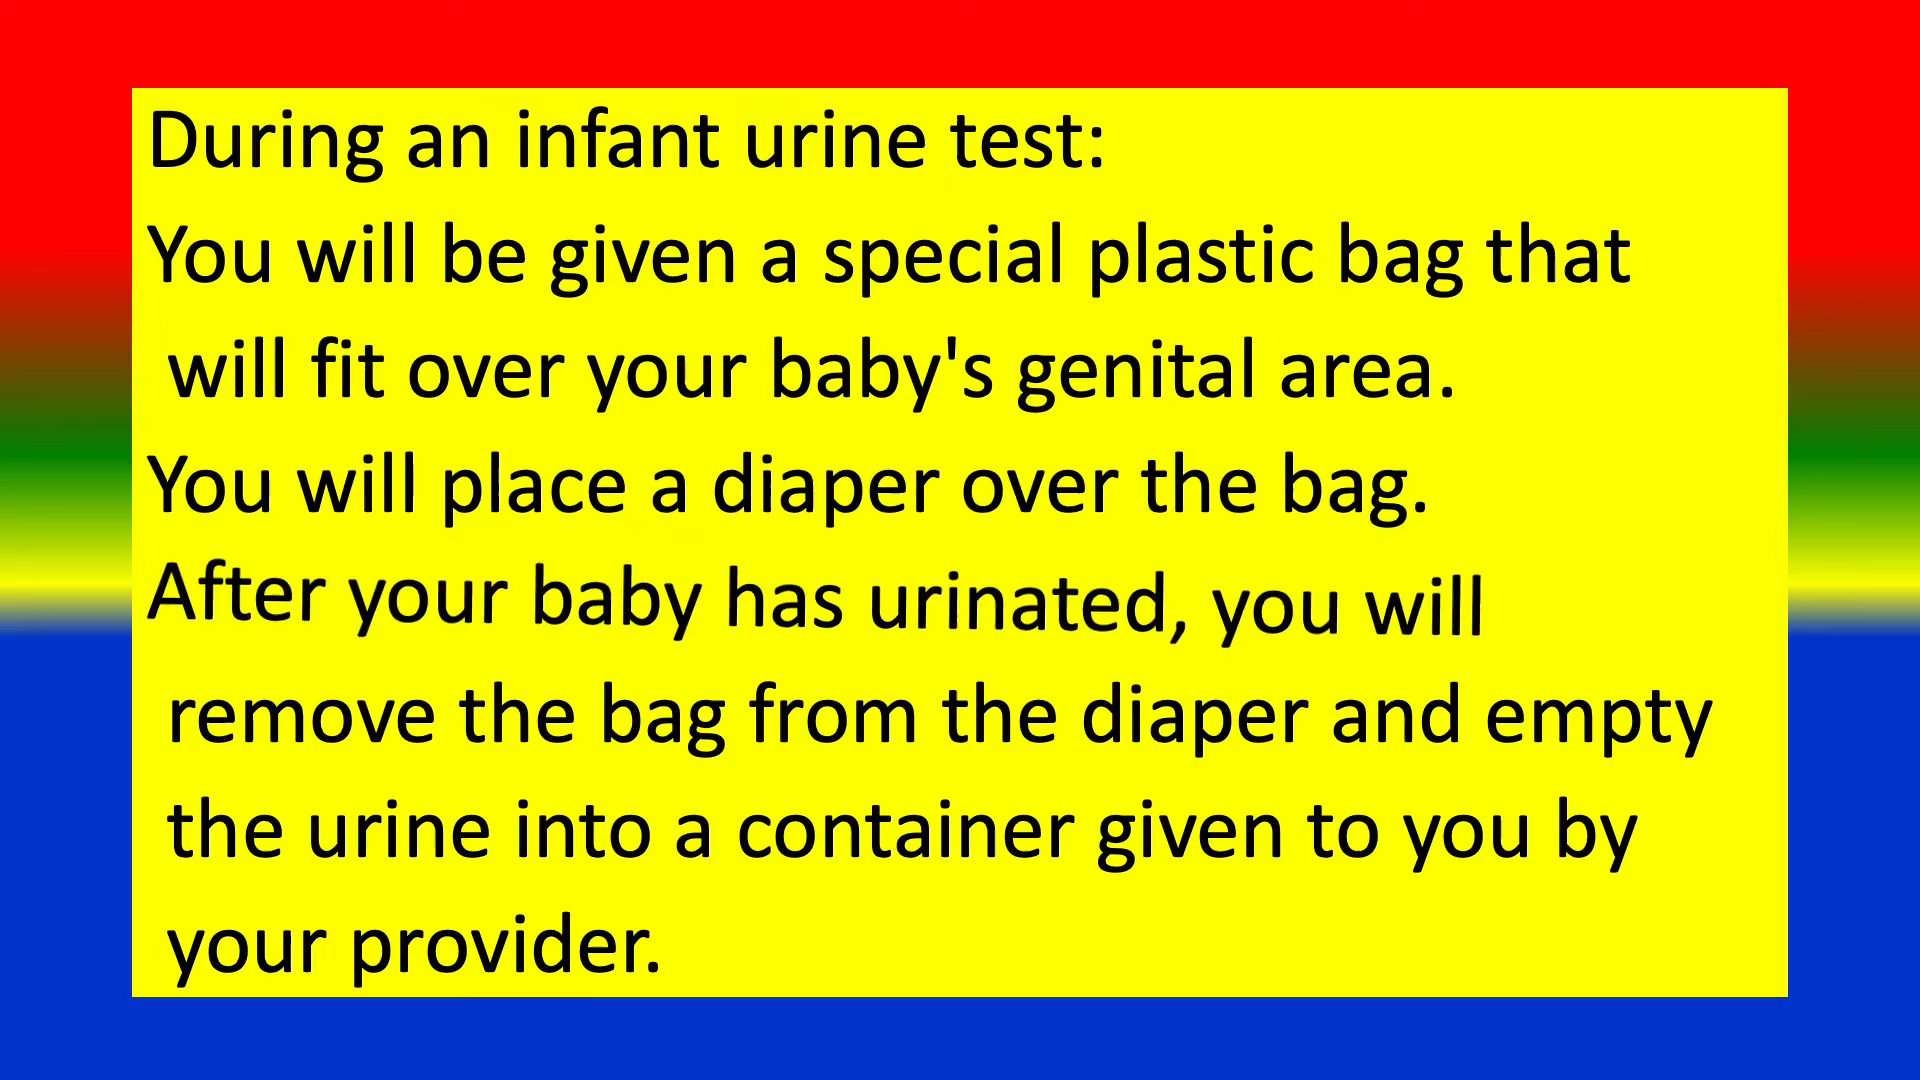 During an infant urine test:
You will be given a special plastic bag that
will fit over your baby's genital area.
You will place a diaper over the bag.
After your baby has urinated, you will
remove the bag from the diaper and empty
the urine into a container given to you by
your provider.